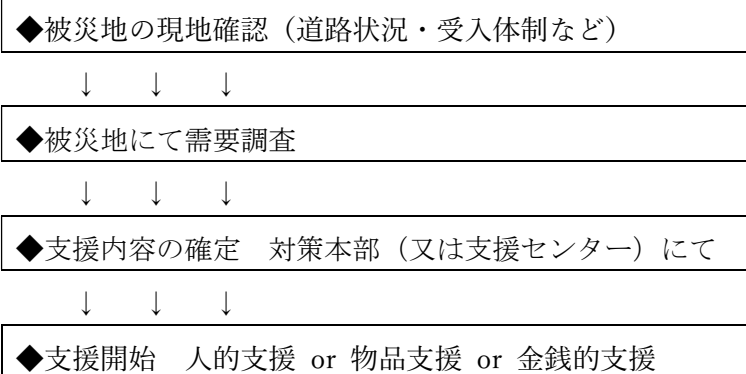 ◆被災地の現地確認（道路状況・受入体制など）
↓　↓　↓
◆被災地にて需要調査
↓　↓　↓
◆支援内容の確定　対策本部（又は支援センター）にて
↓　↓　↓
◆支援開始　人的支援 or 物品支援 or 金銭的支援